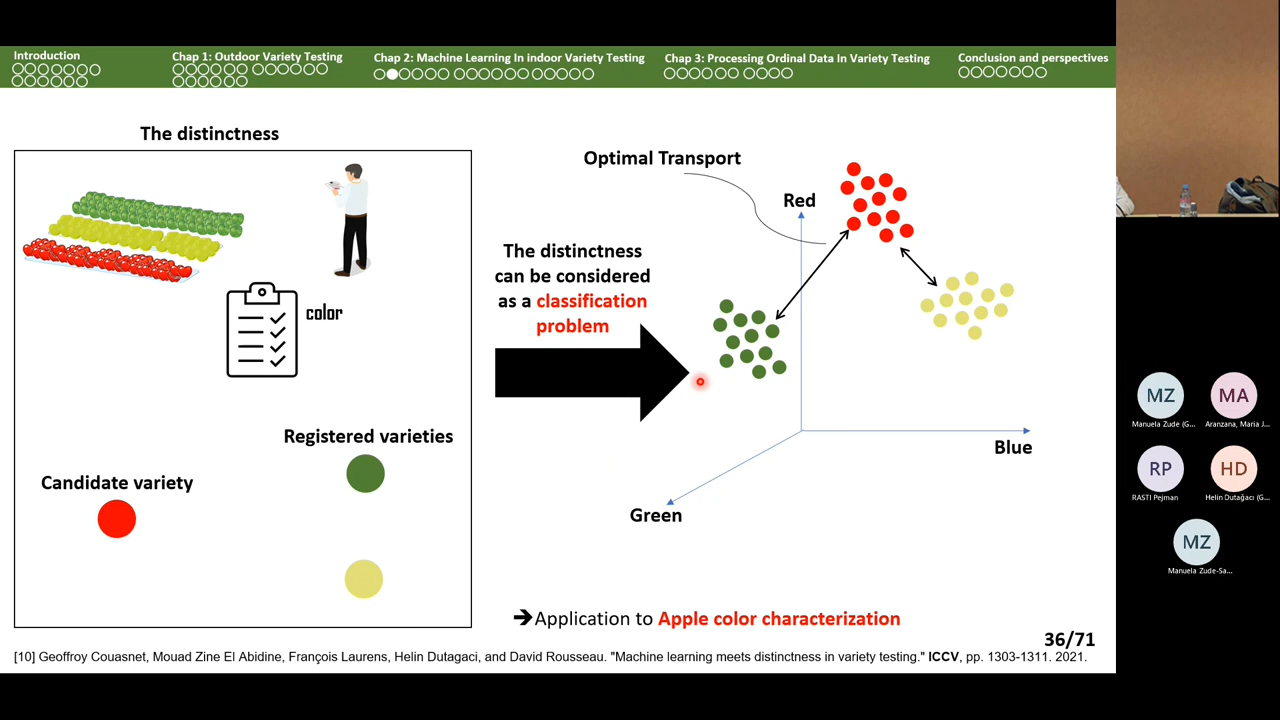 Introduction
Chap 1: Outdoor Variety Testing
Chap 2: Machine Learning In indoor Variety Testing
Chap 3: Processing Ordinal Data In Variety Testing
Conclusion and perspectives
The distinctness
color
Registered varieties
Candidate variety
The distinctness
can be considered
as a classification
problem
Optimal Transport
Red
Blue
Green
➔Application to Apple color characterization
36/71
[10] Geoffroy Couasnet, Mouad Zine El Abidine, François Laurens, Helin Dutagaci, and David Rousseau. "Machine learning meets distinctness in variety testing." ICCV, pp. 1303-1311. 2021.
MZ
Manuela Zude (G...
MA
Aranzana, Maria J...
RP
RASTI Pejman
HD
Helin Dutağacı (G...
MZ
Manuela Zude-Sa...